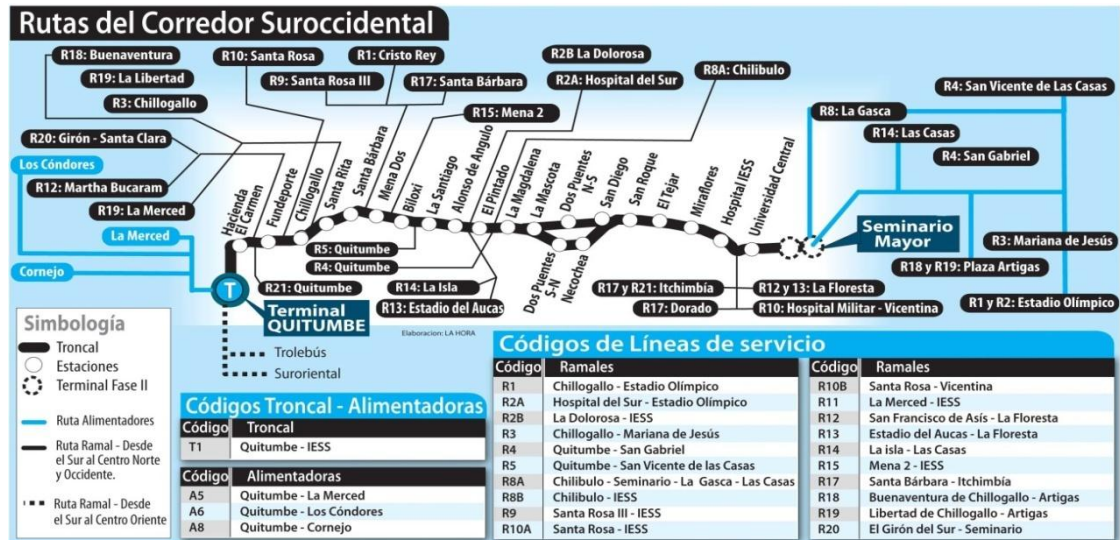 Rutas del Corredor Suroccidental
R18: Buenaventura
R19: La Libertad
R3: Chillogallo
R20: Girón - Santa Clara
Los Cóndores
R12: Martha Bucaram
R19: La Merced
La Merced
Cornejo
R10: Santa Rosa
R9: Santa Rosa III
R1: Cristo Rey
R17: Santa Bárbara
R15: Mena 2
R2B La Dolorosa
R2A: Hospital del Sur
R8A: Chilibulo
R4: San Vicente de Las Casas
R8: La Gasca
R14: Las Casas
R4: San Gabriel
Hacienda
El Carmen
Fundeporte
Chillogallo
Santa Rita
Santa Bárbara
Mena Dos
Biloxi
La Santiago
Alonso de Angulo
El Pintado
La Magdalena
La Mascota
Dos Puentes
N-S
San Diego
San Roque
El Tejar
Miraflores
Hospital IESS
Universidad Central
Dos Puentes
S-N
Necochea
Seminario
Mayor
R3: Mariana de Jesús
R18 y R19: Plaza Artigas
R1 y R2: Estadio Olímpico
R5: Quitumbe
R4: Quitumbe
R21: Quitumbe
R14: La Isla
R13: Estadio del Aucas
R17 y R21: Itchimbía
R17: Dorado
R12 y 13: La Floresta
R10: Hospital Militar - Vicentina
T
Terminal
QUITUMBE
Elaboracion: LA HORA
Trolebús
Suroriental
Simbología
Troncal
Estaciones
Terminal Fase II
Ruta Alimentadores
Ruta Ramal - Desde
el Sur al Centro Norte
y Occidente.
Ruta Ramal - Desde
el Sur al Centro Oriente
Códigos Troncal - Alimentadoras
Código Troncal
T1 Quitumbe - IESS
Código Alimentadoras
A5 Quitumbe - La Merced
A6 Quitumbe - Los Cóndores
A8 Quitumbe - Cornejo
Códigos de Líneas de servicio
Código Ramales
R1 Chillogallo - Estadio Olímpico
R2A Hospital del Sur - Estadio Olímpico
R2B La Dolorosa - IESS
R3 Chillogallo - Mariana de Jesús
R4 Quitumbe - San Gabriel
R5 Quitumbe - San Vicente de las Casas
R8A Chilibulo - Seminario - La Gasca - Las Casas
R8B Chilibulo - IESS
R9 Santa Rosa III - IESS
R10A Santa Rosa - IESS
Código Ramales
R10B Santa Rosa - Vicentina
R11 La Merced - IESS
R12 San Francisco de Asís - La Floresta
R13 Estadio del Aucas - La Floresta
R14 La isla - Las Casas
R15 Mena 2 - IESS
R17 Santa Bárbara - Itchimbía
R18 Buenaventura de Chillogallo - Artigas
R19 Libertad de Chillogallo - Artigas
R20 El Girón del Sur - Seminario